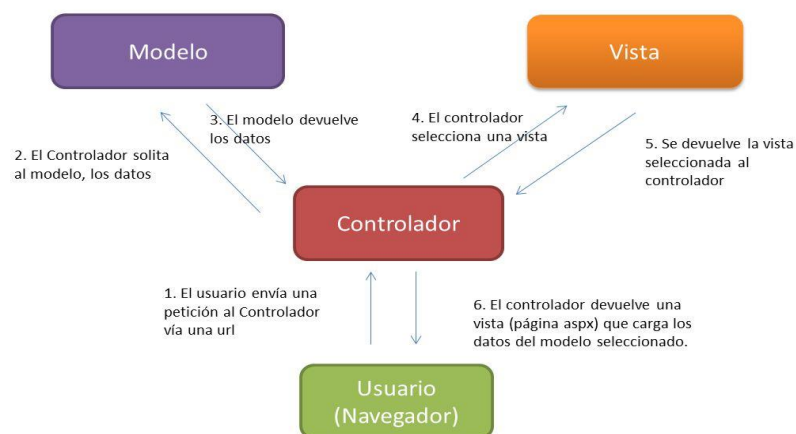 Modelo
Vista
3. El modelo devuelve
los datos
4. El controlador
selecciona una vista
2. El Controlador solita
al modelo, los datos
5. Se devuelve la vista
seleccionada al
controlador
Controlador
1. El usuario envía una
petición al Controlador
vía una url
6. El controlador devuelve una
vista (página aspx) que carga los
datos del modelo seleccionado.
Usuario
(Navegador)